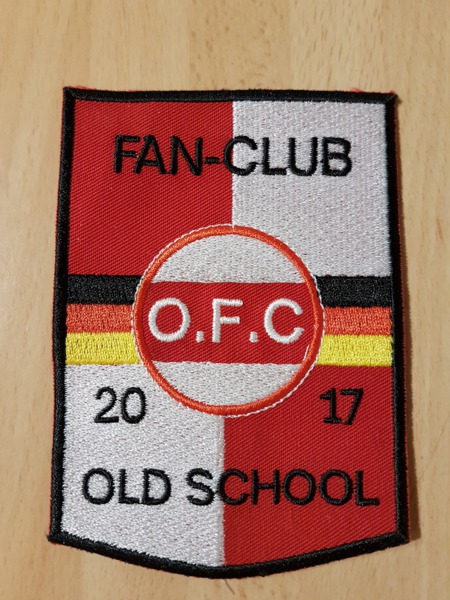 FAN-CLUB
O.F.C
20 17
OLD SCHOOL